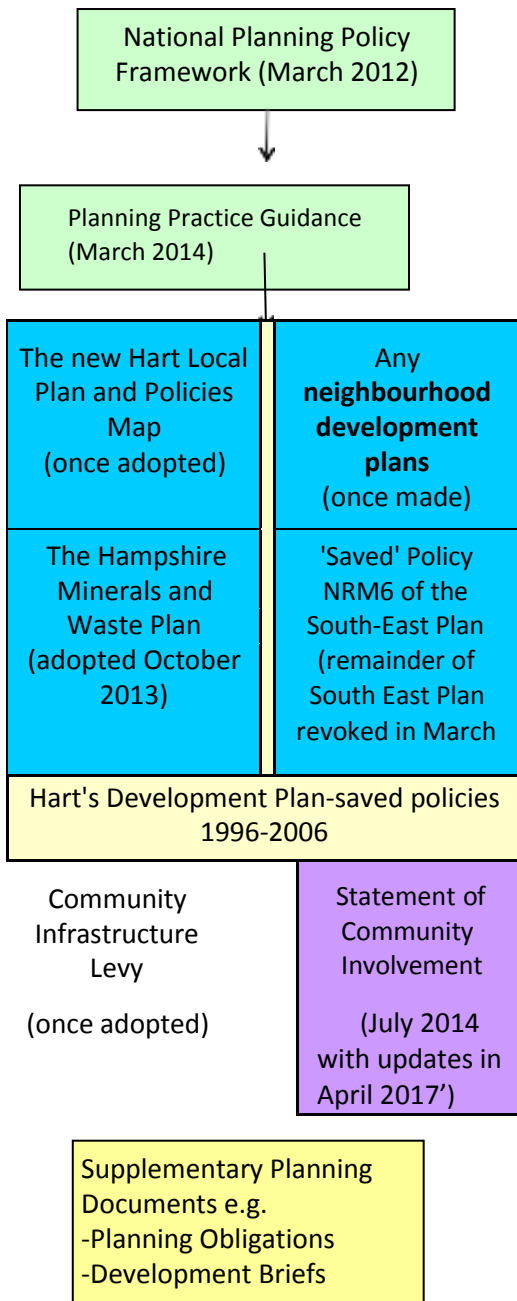 National Planning Policy
Framework (March 2012)
Planning Practice Guidance
(March 2014)
The new Hart Local
Plan and Policies
Map
(once adopted)
Any
neighbourhood
development
plans
(once made)
The Hampshire
Minerals and
Waste Plan
(adopted October
2013)
'Saved' Policy
NRM6 of the
South-East Plan
(remainder of
South East Plan
revoked in March
Hart's Development Plan-saved policies
1996-2006
Community
Infrastructure
Levy
(once adopted)
Statement of
Community
Involvement
(July 2014
with updates in
April 2017’)
Supplementary Planning
Documents e.g.
-Planning Obligations
-Development Briefs